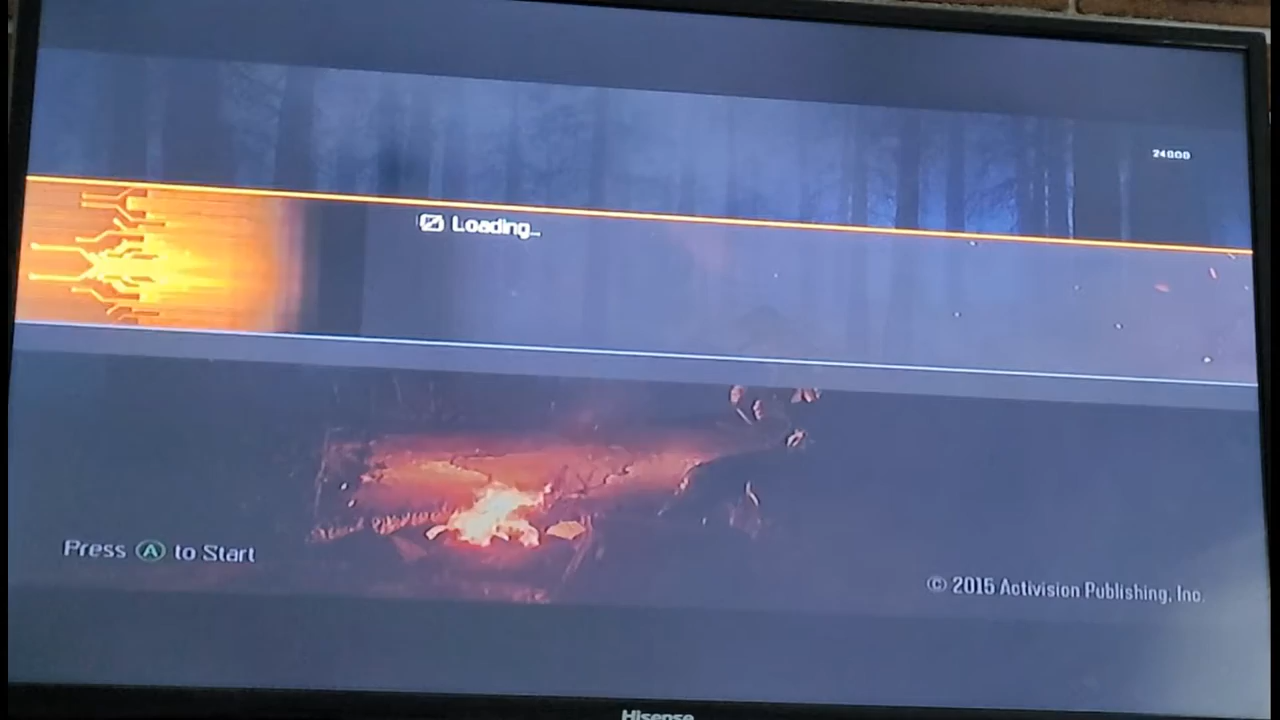 24000
Loading...
Press A to Start
© 2015 Activision Publishing, Inc.
Hisense